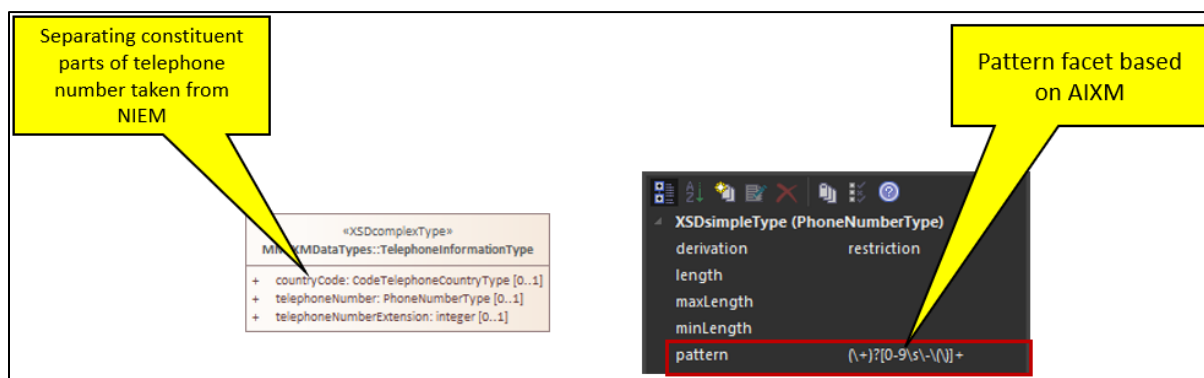 Separating constituent
parts of telephone
number taken from
NIEM
Pattern facet based
on AIXM
«XSDcomplexType»
XMDataTypes::TelephoneInformationType
+ countryCode: CodeTelephoneCountryType [0..1]
+ telephoneNumber: PhoneNumberType [0..1]
+ telephoneNumberExtension: integer [0..1]
XSDsimpleType (PhoneNumberType)
derivation restriction
length
maxLength
minLength
pattern (\+)?[0-9\s\-\(\)]+